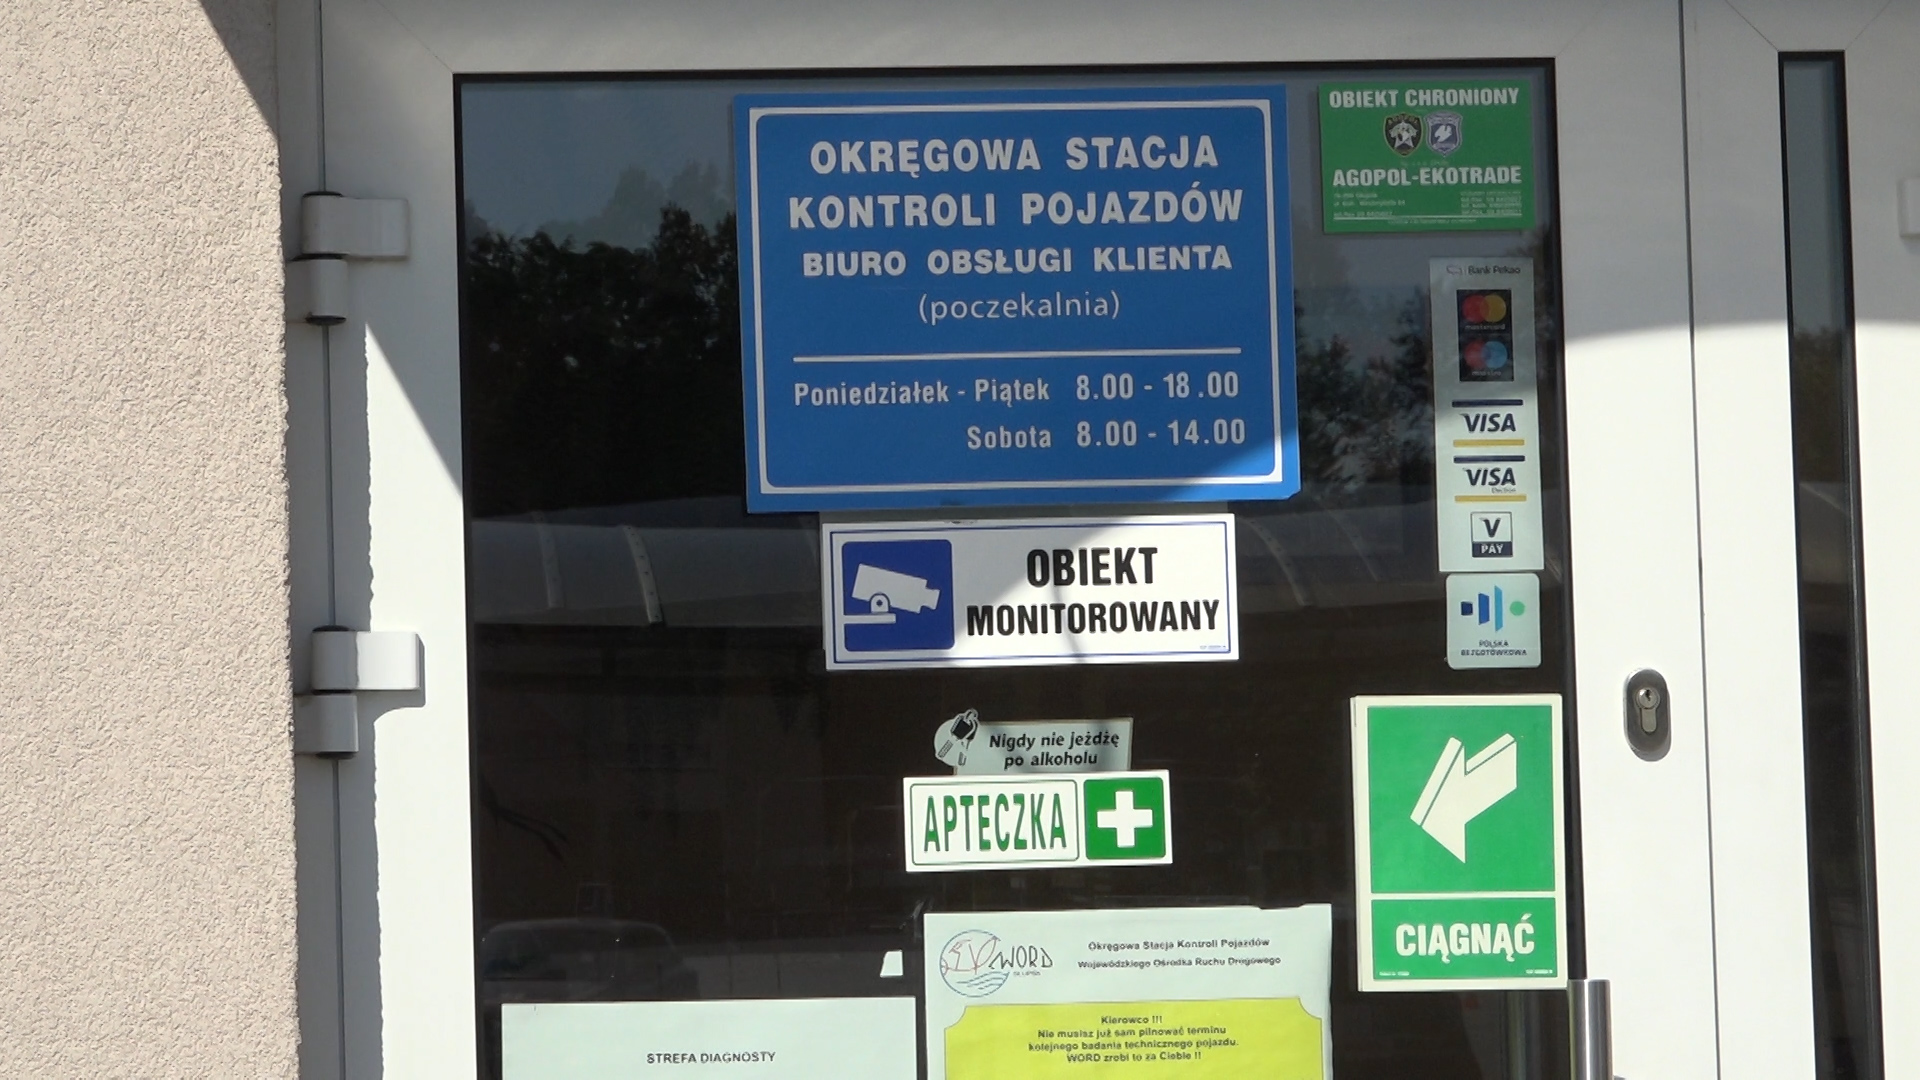 OKRĘGOWA STACJA
KONTROLI POJAZDÓW
BIURO OBSŁUGI KLIENTA
(poczekalnia)
Poniedziałek - Piątek 8.00 - 18.00
Sobota 8.00 - 14.00
OBIEKT CHRONIONY
AGOPOL-EKOTRADE
Bank Pekao
mastercard
VISA
VISA
V
PAY
POLSKA
BEZGOTÓWKOWA
OBIEKT
MONITOROWANY
Nigdy nie jeżdżę
po alkoholu
APTECZKA
CIĄGNĄĆ
WORD
Okręgowa Stacja Kontroli Pojazdów
Wojewódzkiego Ośrodka Ruchu Drogowego
Kierowco !!!
Nie musisz już sam pilnować terminu
kolejnego badania technicznego pojazdu.
WORD zrobi to za Ciebie !!
STREFA DIAGNOSTY